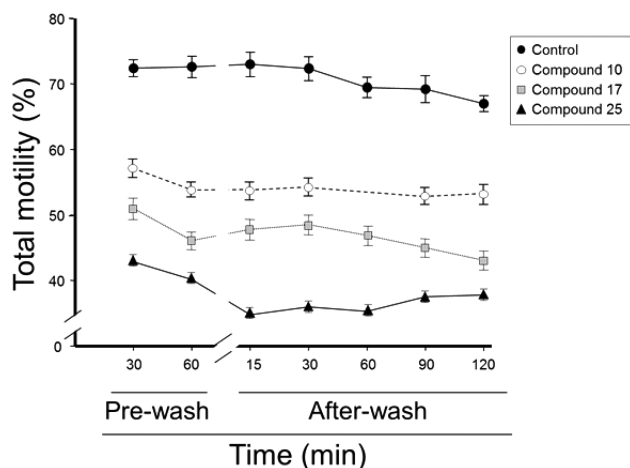 80
70
60
50
40
0
Total motility (%)
Control
Compound 10
Compound 17
Compound 25
30 60 15 30 60 90 120
Pre-wash After-wash
Time (min)